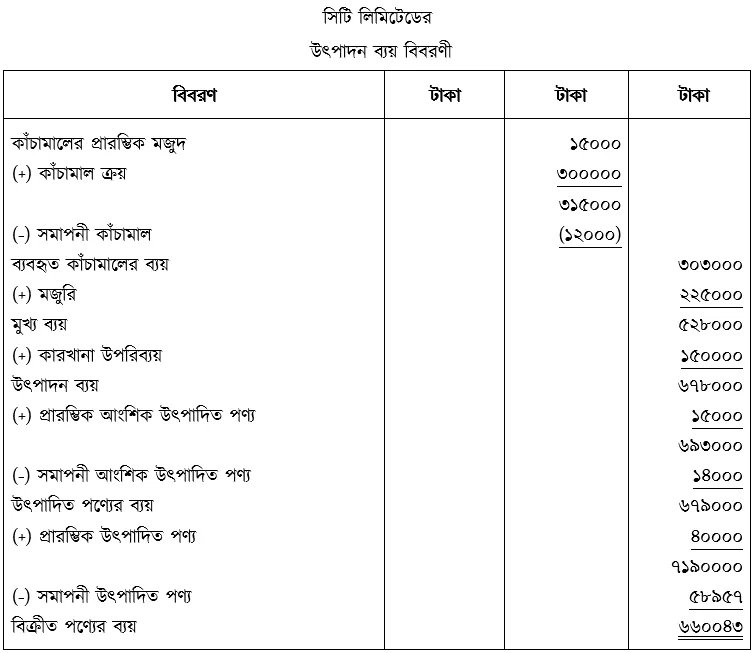 সিটি লিমিটেডের
উৎপাদন ব্যয় বিবরণী
বিবরণ টাকা টাকা টাকা
কাঁচামালের প্রারম্ভিক মজুদ ১৫০০০
(+) কাঁচামাল ক্রয় ৩০০০০০
৩১৫০০০
(-) সমাপনী কাঁচামাল (১২০০০)
ব্যবহৃত কাঁচামালের ব্যয় ৩০৩০০০
(+) মজুরি ২২৫০০০
মুখ্য ব্যয় ৫২৮০০০
(+) কারখানা উপরিব্যয় ১৫০০০০
উৎপাদন ব্যয় ৬৭৮০০০
(+) প্রারম্ভিক আংশিক উৎপাদিত পণ্য ১৫০০০
৬৯৩০০০
(-) সমাপনী আংশিক উৎপাদিত পণ্য ১৪০০০
উৎপাদিত পণ্যের ব্যয় ৬৭৯০০০
(+) প্রারম্ভিক উৎপাদিত পণ্য ৪০০০০
৭১৯০০০০
(-) সমাপনী উৎপাদিত পণ্য ৫৮৯৫৭
বিক্রীত পণ্যের ব্যয় ৬৬০০৪৩